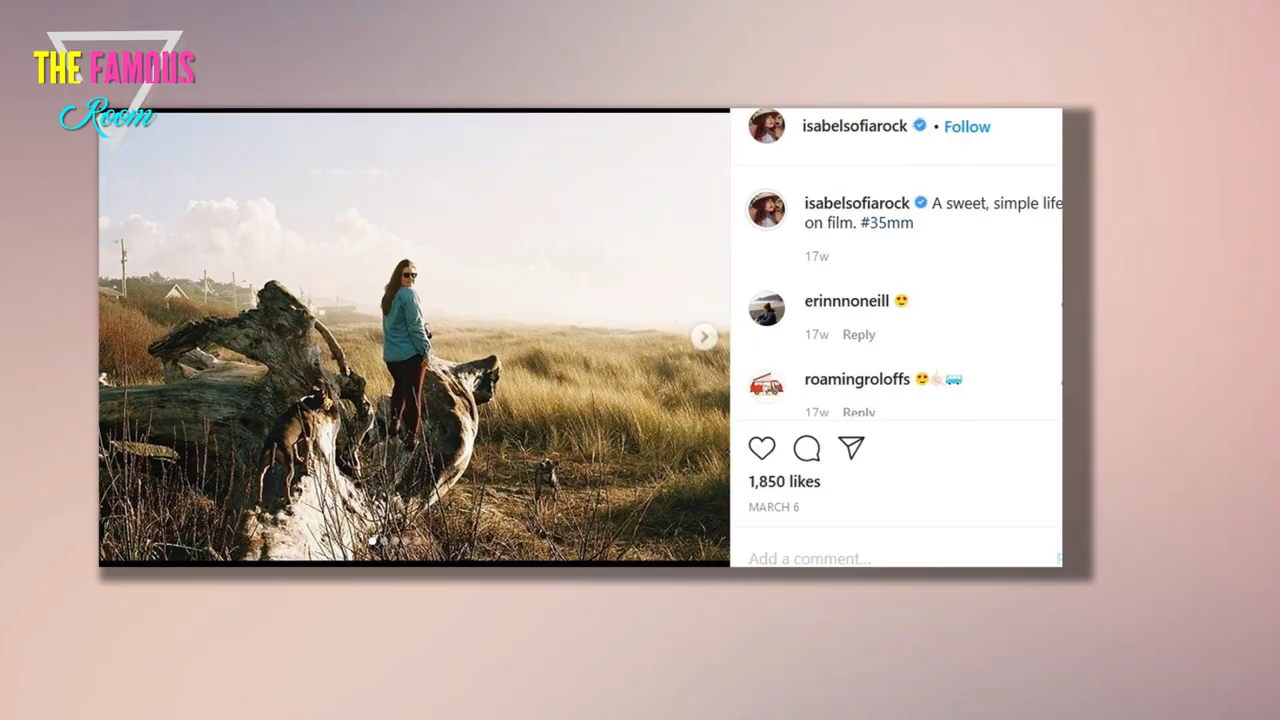 THE FAMOUS
Room
isabelsofiarock • Follow
isabelsofiarock A sweet, simple life
on film. #35mm
17w
erinnnoneill 😍
17w Reply
roamingroloffs 😍🤙🏻🚐
17w Reply
1,850 likes
MARCH 6
Add a comment...